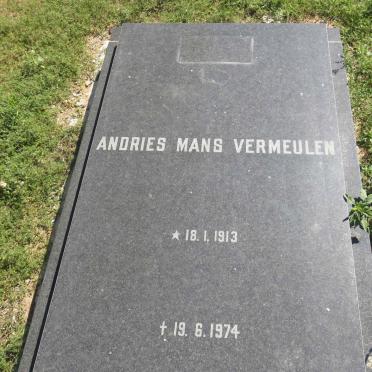 ANDRIES MANS VERMEULEN
★ 18. 1. 1913
✝ 19. 6. 1974